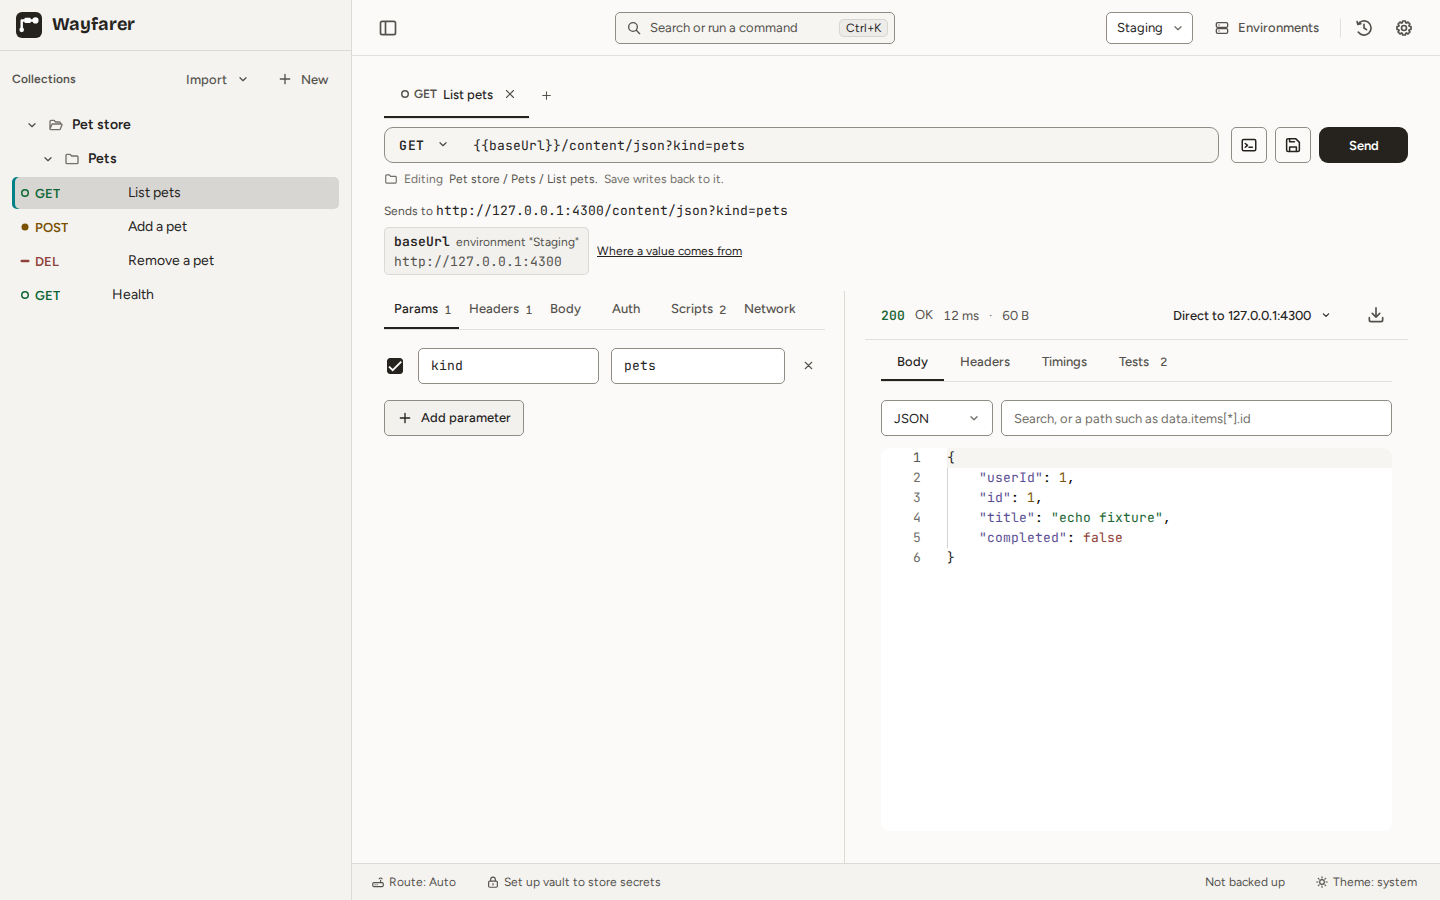 Wayfarer
Search or run a command Ctrl+K
Staging
Environments
Collections
Import
New
Pet store
Pets
GET List pets
POST Add a pet
DEL Remove a pet
GET Health
GET List pets
GET {{baseUrl}}/content/json?kind=pets
Send
Editing Pet store / Pets / List pets. Save writes back to it.
Sends to http://127.0.0.1:4300/content/json?kind=pets
baseUrl environment "Staging"
http://127.0.0.1:4300
Where a value comes from
Params 1 Headers 1 Body Auth Scripts 2 Network
kind pets
Add parameter
200 OK 12 ms · 60 B
Direct to 127.0.0.1:4300
Body Headers Timings Tests 2
JSON
Search, or a path such as data.items[*].id
1 {
2 "userId": 1,
3 "id": 1,
4 "title": "echo fixture",
5 "completed": false
6 }
Route: Auto
Set up vault to store secrets
Not backed up
Theme: system